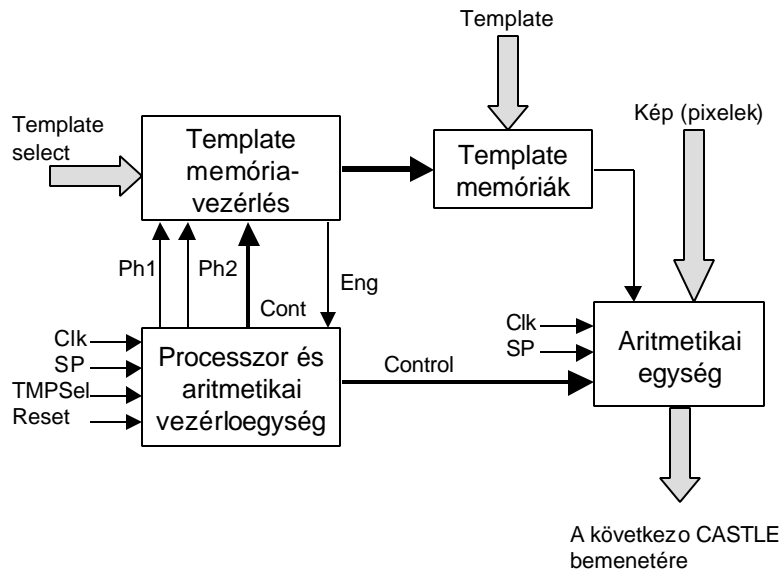 Template
Template
select
Template
memória-
vezérlés
Template
memóriák
Kép (pixelek)
Ph1
Ph2
Cont
Eng
Clk
SP
TMPSel
Reset
Processzor és
aritmetikai
vezérloegység
Control
Clk
SP
Aritmetikai
egység
A következo CASTLE
bemenetére